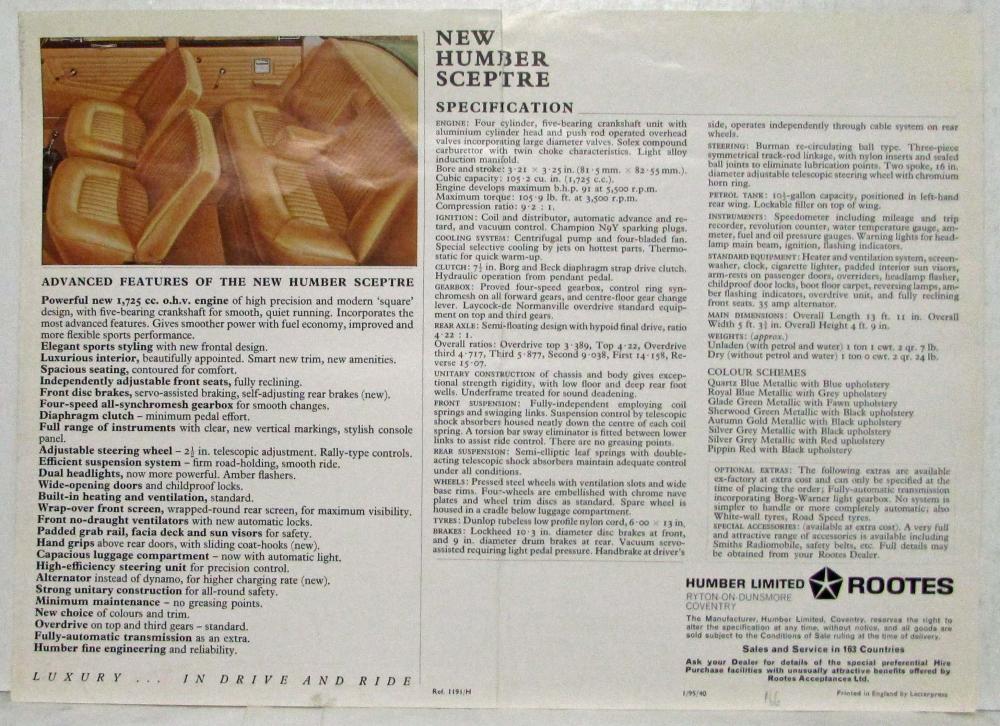 ADVANCED FEATURES OF THE NEW HUMBER SCEPTRE
Powerful new 1,725 cc. o.h.v. engine of high precision and modern 'square'
design, with five-bearing crankshaft for smooth, quiet running. Incorporates the
most advanced features. Gives smoother power with fuel economy, improved and
more flexible sports performance.
Elegant sports styling with new frontal design.
Luxurious interior, beautifully appointed. Smart new trim, new amenities.
Spacious seating, contoured for comfort.
Independently adjustable front seats, fully reclining.
Front disc brakes, servo-assisted braking, self-adjusting rear brakes (new).
Four-speed all-synchromesh gearbox for smooth changes.
Diaphragm clutch – minimum pedal effort.
Full range of instruments with clear, new vertical markings, stylish console
panel.
Adjustable steering wheel – 2½ in. telescopic adjustment. Rally-type controls.
Efficient suspension system – firm road-holding, smooth ride.
Dual headlights, now more powerful. Amber flashers.
Wide-opening doors and childproof locks.
Built-in heating and ventilation, standard.
Wrap-over front screen, wrapped-round rear screen, for maximum visibility.
Front no-draught ventilators with new automatic locks.
Padded grab rail, facia deck and sun visors for safety.
Hand grips above rear doors, with sliding coat-hooks (new).
Capacious luggage compartment – now with automatic light.
High-efficiency steering unit for precision control.
Alternator instead of dynamo, for higher charging rate (new).
Strong unitary construction for all-round safety.
Minimum maintenance – no greasing points.
New choice of colours and trim.
Overdrive on top and third gears – standard.
Fully-automatic transmission as an extra.
Humber fine engineering and reliability.
LUXURY ... IN DRIVE AND RIDE
NEW
HUMBER
SCEPTRE
SPECIFICATION
ENGINE: Four cylinder, five-bearing crankshaft unit with
aluminium cylinder head and push rod operated overhead
valves incorporating large diameter valves. Solex compound
carburettor with twin choke characteristics. Light alloy
induction manifold.
Bore and stroke: 3·21 × 3·25 in. (81·5 mm. × 82·55 mm.).
Cubic capacity: 105·2 cu. in. (1,725 c.c.).
Engine develops maximum b.h.p. 91 at 5,500 r.p.m.
Maximum torque: 105·9 lb. ft. at 3,500 r.p.m.
Compression ratio: 9·2 : 1.
IGNITION: Coil and distributor, automatic advance and re-
tard, and vacuum control. Champion N9Y sparking plugs.
COOLING SYSTEM: Centrifugal pump and four-bladed fan.
Special selective cooling by jets on hottest parts. Thermo-
static for quick warm-up.
CLUTCH: 7½ in. Borg and Beck diaphragm strap drive clutch.
Hydraulic operation from pendant pedal.
GEARBOX: Proved four-speed gearbox, control ring syn-
chromesh on all forward gears, and centre-floor gear change
lever. Laycock-de Normanville overdrive standard equip-
ment on top and third gears.
REAR AXLE: Semi-floating design with hypoid final drive, ratio
4·22 : 1.
Overall ratios: Overdrive top 3·389, Top 4·22, Overdrive
third 4·717, Third 5·877, Second 9·038, First 14·158, Re-
verse 15·07.
UNITARY CONSTRUCTION of chassis and body gives excep-
tional strength rigidity, with low floor and deep rear foot
wells. Underframe treated for sound deadening.
FRONT SUSPENSION: Fully-independent employing coil
springs and swinging links. Suspension control by telescopic
shock absorbers housed neatly down the centre of each coil
spring. A torsion bar sway eliminator is fitted between lower
links to assist ride control. There are no greasing points.
REAR SUSPENSION: Semi-elliptic leaf springs with double-
acting telescopic shock absorbers maintain adequate control
under all conditions.
WHEELS: Pressed steel wheels with ventilation slots and wide
base rims. Four-wheels are embellished with chrome nave
plates and wheel trim discs as standard. Spare wheel is
housed in a cradle below luggage compartment.
TYRES: Dunlop tubeless low profile nylon cord, 6·00 × 13 in.
BRAKES: Lockheed 10·3 in. diameter disc brakes at front,
and 9 in. diameter drum brakes at rear. Vacuum servo-
assisted requiring light pedal pressure. Handbrake at driver's
side, operates independently through cable system on rear
wheels.
STEERING: Burman re-circulating ball type. Three-piece
symmetrical track-rod linkage, with nylon inserts and sealed
ball joints to eliminate lubrication points. Two spoke, 16 in.
diameter adjustable telescopic steering wheel with chromium
horn ring.
PETROL TANK: 10½-gallon capacity, positioned in left-hand
rear wing. Lockable filler on top of wing.
INSTRUMENTS: Speedometer including mileage and trip
recorder, revolution counter, water temperature gauge, am-
meter, fuel and oil pressure gauges. Warning lights for head-
lamp main beam, ignition, flashing indicators.
STANDARD EQUIPMENT: Heater and ventilation system, screen-
washer, clock, cigarette lighter, padded interior sun visors,
arm-rests on passenger doors, overriders, headlamp flasher,
childproof door locks, boot floor carpet, reversing lamps, am-
ber flashing indicators, overdrive unit, and fully reclining
front seats. 35 amp alternator.
MAIN DIMENSIONS: Overall Length 13 ft. 11 in. Overall
Width 5 ft. 3½ in. Overall Height 4 ft. 9 in.
WEIGHTS: (approx.)
Unladen (with petrol and water) 1 ton 1 cwt. 2 qr. 7 lb.
Dry (without petrol and water) 1 ton 0 cwt. 2 qr. 24 lb.
COLOUR SCHEMES
Quartz Blue Metallic with Blue upholstery
Royal Blue Metallic with Grey upholstery
Glade Green Metallic with Fawn upholstery
Sherwood Green Metallic with Black upholstery
Autumn Gold Metallic with Black upholstery
Silver Grey Metallic with Black upholstery
Silver Grey Metallic with Red upholstery
Pippin Red with Black upholstery
OPTIONAL EXTRAS: The following extras are available
ex-factory at extra cost and can only be specified at the
time of placing the order; Fully-automatic transmission
incorporating Borg-Warner light gearbox. No system is
simpler to handle or more completely automatic; also
White-wall tyres, Road Speed tyres.
SPECIAL ACCESSORIES: (available at extra cost). A very full
and attractive range of accessories is available including
Smiths Radiomobile, safety belts, etc. Full details may
be obtained from your Rootes Dealer.
HUMBER LIMITED ROOTES
RYTON-ON-DUNSMORE
COVENTRY
The Manufacturer, Humber Limited, Coventry, reserves the right to
alter the specification at any time, without notice, and all goods are
sold subject to the Conditions of Sale ruling at the time of delivery.
Sales and Service in 163 Countries
Ask your Dealer for details of the special preferential Hire
Purchase facilities with unusually attractive benefits offered by
Rootes Acceptances Ltd.
Ref. 1191/H
1/95/40
Printed in England by Letterpress